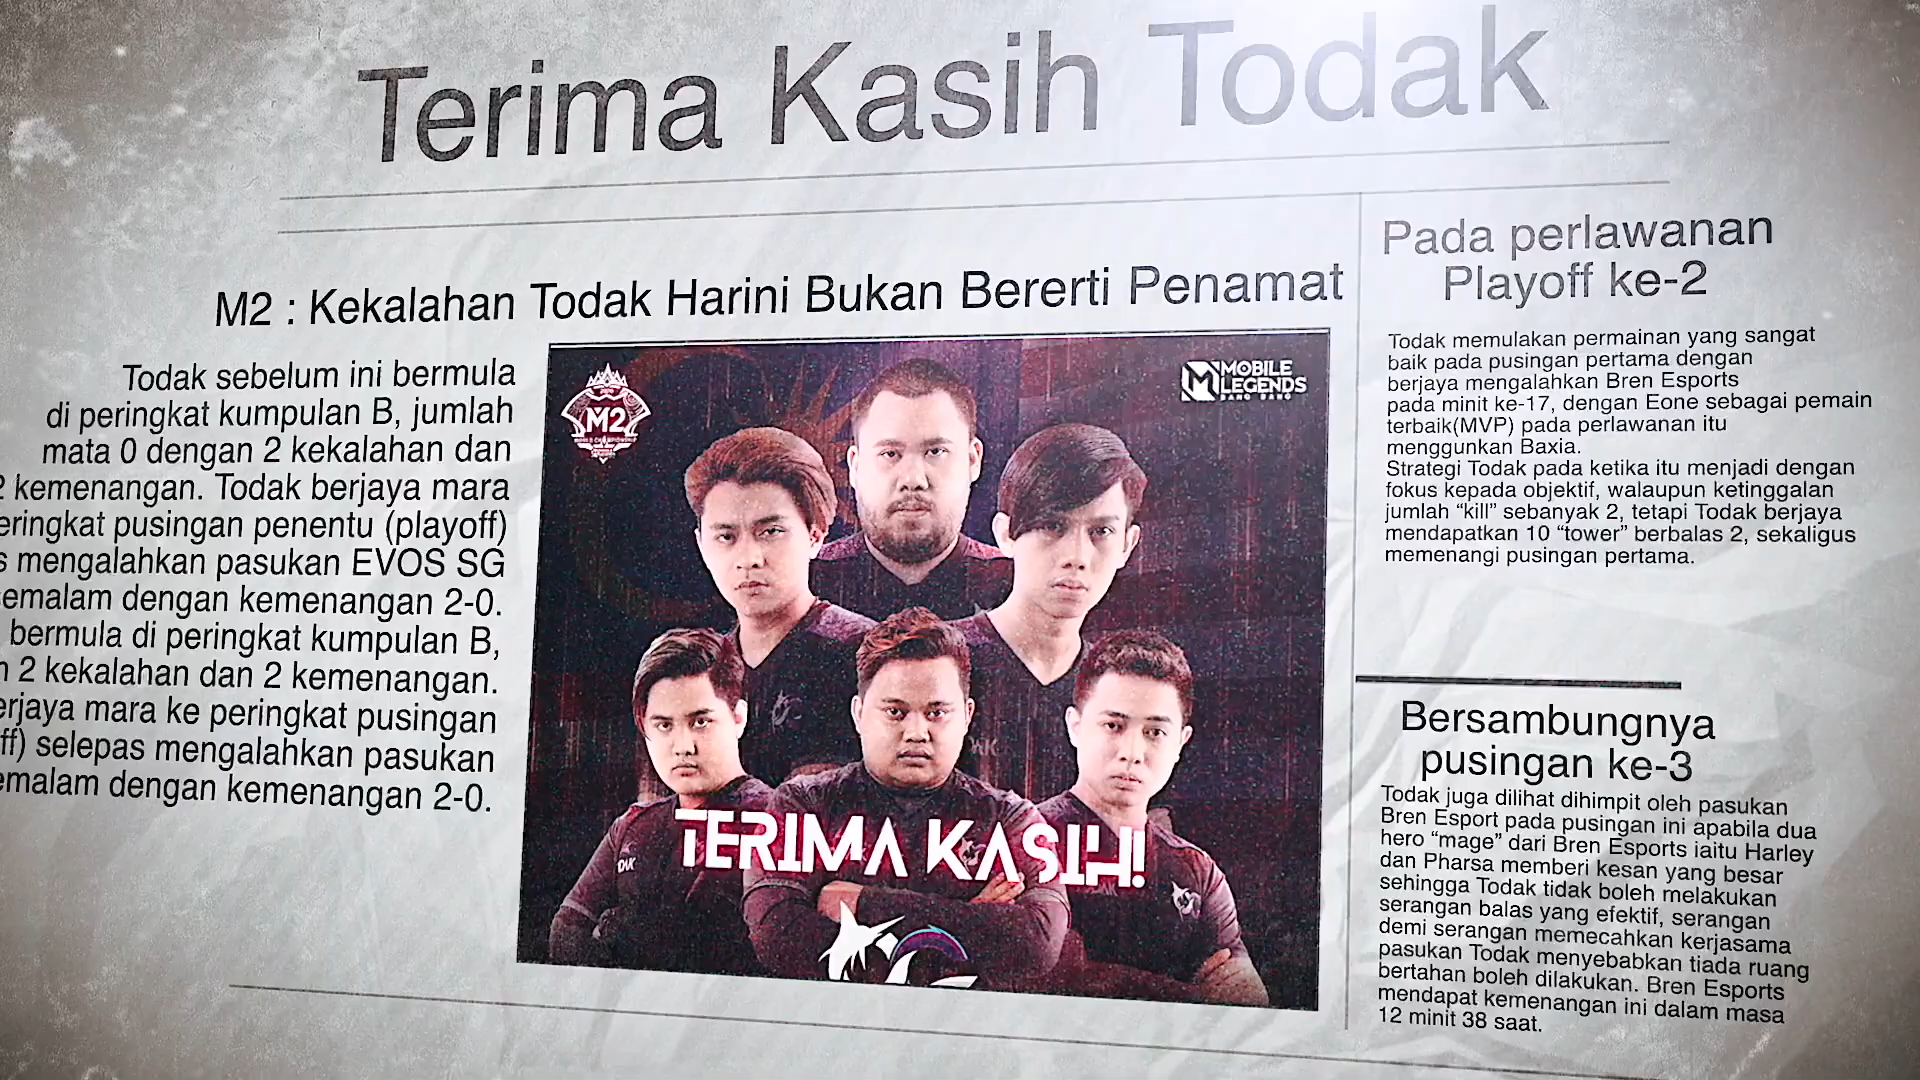 Terima Kasih Todak
M2 : Kekalahan Todak Harini Bukan Bererti Penamat
Todak sebelum ini bermula
di peringkat kumpulan B, jumlah
mata 0 dengan 2 kekalahan dan
2 kemenangan. Todak berjaya mara
eringkat pusingan penentu (playoff)
s mengalahkan pasukan EVOS SG
emalam dengan kemenangan 2-0.
bermula di peringkat kumpulan B,
n 2 kekalahan dan 2 kemenangan.
erjaya mara ke peringkat pusingan
ff) selepas mengalahkan pasukan
emalam dengan kemenangan 2-0.
M2
MOBILE
LEGENDS
BANG BANG
TERIMA KASIH!
Pada perlawanan
Playoff ke-2
Todak memulakan permainan yang sangat
baik pada pusingan pertama dengan
berjaya mengalahkan Bren Esports
pada minit ke-17, dengan Eone sebagai pemain
terbaik(MVP) pada perlawanan itu
menggunkan Baxia.
Strategi Todak pada ketika itu menjadi dengan
fokus kepada objektif, walaupun ketinggalan
jumlah “kill” sebanyak 2, tetapi Todak berjaya
mendapatkan 10 “tower” berbalas 2, sekaligus
memenangi pusingan pertama.
Bersambungnya
pusingan ke-3
Todak juga dilihat dihimpit oleh pasukan
Bren Esport pada pusingan ini apabila dua
hero “mage” dari Bren Esports iaitu Harley
dan Pharsa memberi kesan yang besar
sehingga Todak tidak boleh melakukan
serangan balas yang efektif, serangan
demi serangan memecahkan kerjasama
pasukan Todak menyebabkan tiada ruang
bertahan boleh dilakukan. Bren Esports
mendapat kemenangan ini dalam masa
12 minit 38 saat.